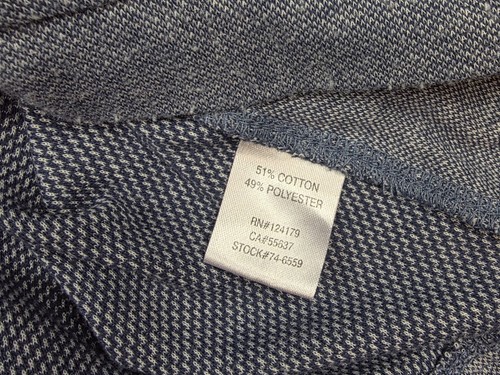 51% COTTON
49% POLYESTER
RN#124179
CA#55637
STOCK#74-6559